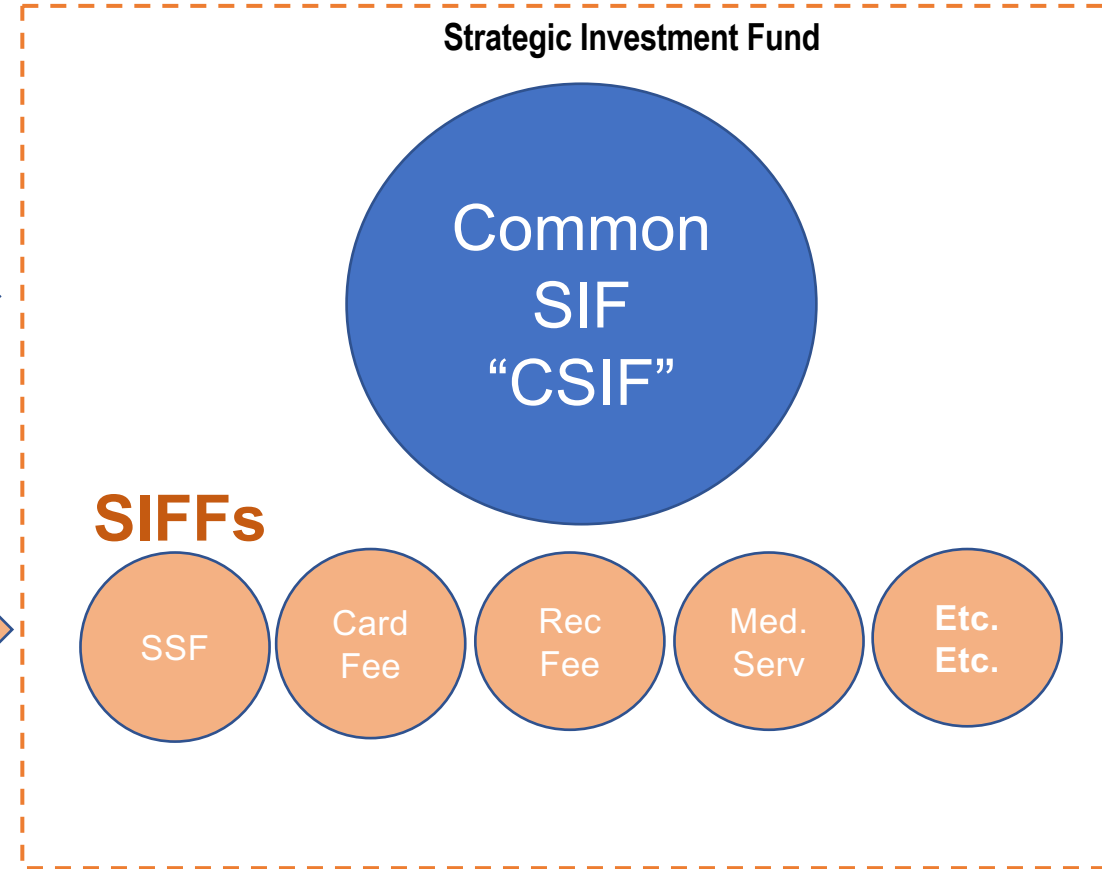 Strategic Investment Fund
Common
SIF
“CSIF”
SIFFs
SSF
Card
Fee
Rec
Fee
Med.
Serv
Etc.
Etc.